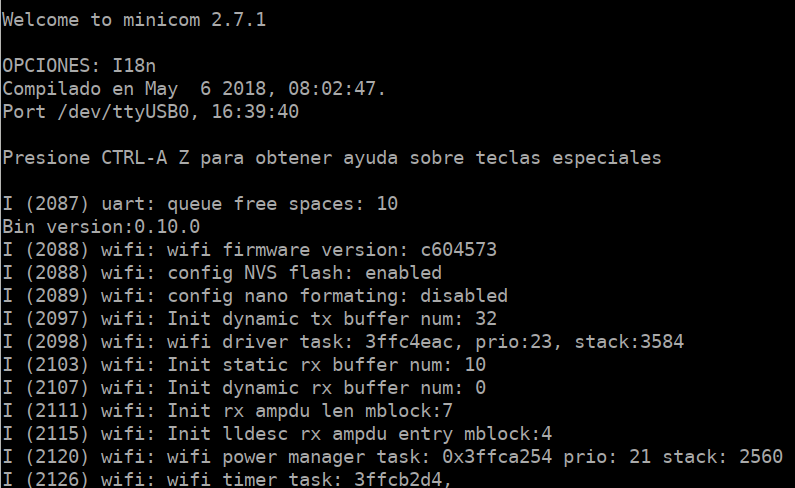 Welcome to minicom 2.7.1
OPCIONES: I18n
Compilado en May  6 2018, 08:02:47.
Port /dev/ttyUSB0, 16:39:40
Presione CTRL-A Z para obtener ayuda sobre teclas especiales
I (2087) uart: queue free spaces: 10
Bin version:0.10.0
I (2088) wifi: wifi firmware version: c604573
I (2088) wifi: config NVS flash: enabled
I (2089) wifi: config nano formating: disabled
I (2097) wifi: Init dynamic tx buffer num: 32
I (2098) wifi: wifi driver task: 3ffc4eac, prio:23, stack:3584
I (2103) wifi: Init static rx buffer num: 10
I (2107) wifi: Init dynamic rx buffer num: 0
I (2111) wifi: Init rx ampdu len mblock:7
I (2115) wifi: Init lldesc rx ampdu entry mblock:4
I (2120) wifi: wifi power manager task: 0x3ffca254 prio: 21 stack: 2560
I (2126) wifi: wifi timer task: 3ffcb2d4,